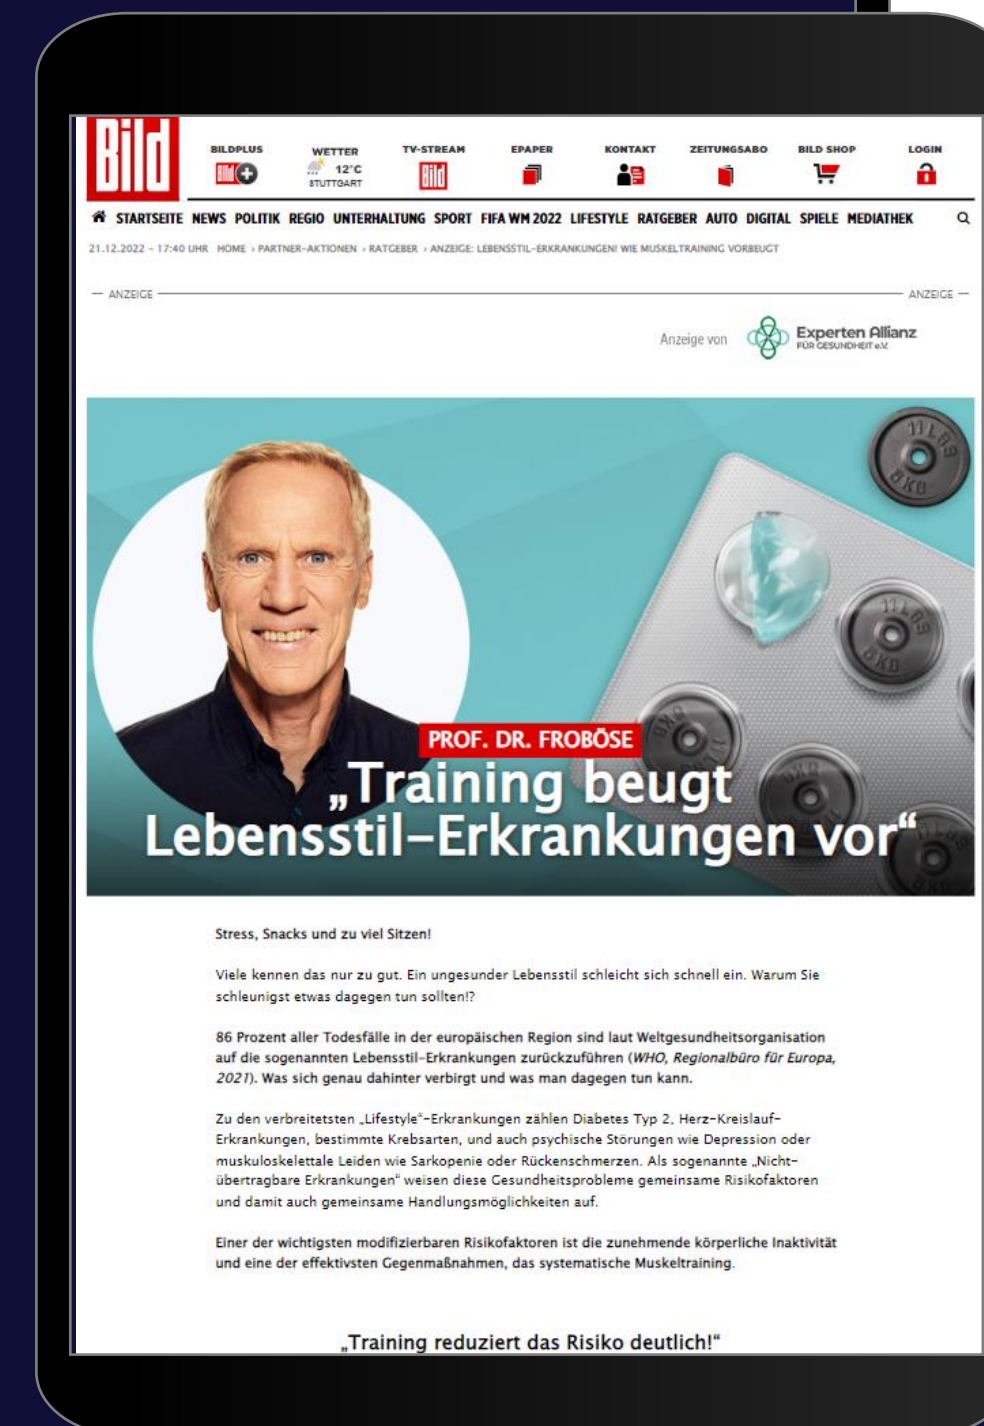 Bild
BILDPLUS WETTER TV-STREAM EPAPER KONTAKT ZEITUNGSABO BILD SHOP LOGIN
Bild 12°C Bild
STUTTGART
STARTSEITE NEWS POLITIK REGIO UNTERHALTUNG SPORT FIFA WM 2022 LIFESTYLE RATGEBER AUTO DIGITAL SPIELE MEDIATHEK
21.12.2022 - 17:40 UHR HOME › PARTNER-AKTIONEN › RATGEBER › ANZEIGE: LEBENSSTIL-ERKRANKUNGEN! WIE MUSKELTRAINING VORBEUGT
ANZEIGE ANZEIGE
Anzeige von Experten Allianz
FÜR GESUNDHEIT e.V.
11 LBS
5KG
11 LBS
5KG
PROF. DR. FROBÖSE
„Training beugt
Lebensstil-Erkrankungen vor“
Stress, Snacks und zu viel Sitzen!
Viele kennen das nur zu gut. Ein ungesunder Lebensstil schleicht sich schnell ein. Warum Sie
schleunigst etwas dagegen tun sollten!?
86 Prozent aller Todesfälle in der europäischen Region sind laut Weltgesundheitsorganisation
auf die sogenannten Lebensstil-Erkrankungen zurückzuführen (WHO, Regionalbüro für Europa,
2021). Was sich genau dahinter verbirgt und was man dagegen tun kann.
Zu den verbreitetsten „Lifestyle“-Erkrankungen zählen Diabetes Typ 2, Herz-Kreislauf-
Erkrankungen, bestimmte Krebsarten, und auch psychische Störungen wie Depression oder
muskuloskelettale Leiden wie Sarkopenie oder Rückenschmerzen. Als sogenannte „Nicht-
übertragbare Erkrankungen“ weisen diese Gesundheitsprobleme gemeinsame Risikofaktoren
und damit auch gemeinsame Handlungsmöglichkeiten auf.
Einer der wichtigsten modifizierbaren Risikofaktoren ist die zunehmende körperliche Inaktivität
und eine der effektivsten Gegenmaßnahmen, das systematische Muskeltraining.
„Training reduziert das Risiko deutlich!“